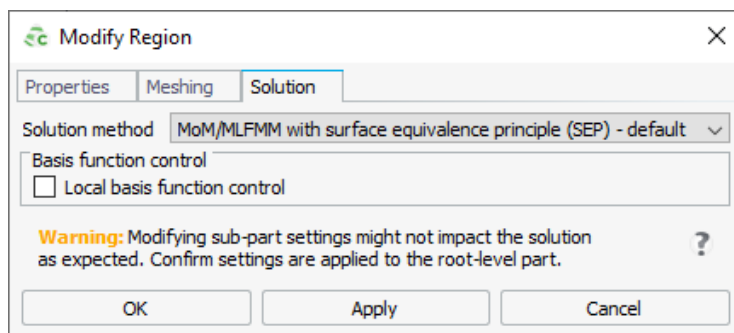 Modify Region
Properties Meshing Solution
Solution method MoM/MLFMM with surface equivalence principle (SEP) - default
Basis function control
Local basis function control
Warning: Modifying sub-part settings might not impact the solution
as expected. Confirm settings are applied to the root-level part.
?
OK Apply Cancel